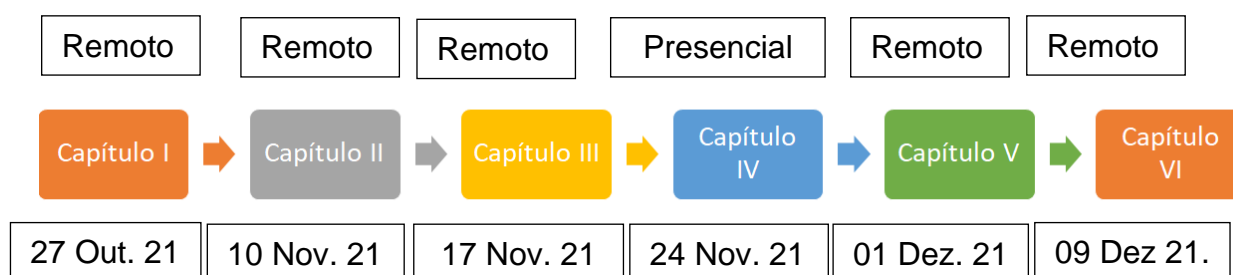 Remoto
Remoto
Remoto
Presencial
Remoto
Remoto
Capítulo I
Capítulo II
Capítulo III
Capítulo
IV
Capítulo V
Capítulo
VI
27 Out. 21
10 Nov. 21
17 Nov. 21
24 Nov. 21
01 Dez. 21
09 Dez 21.